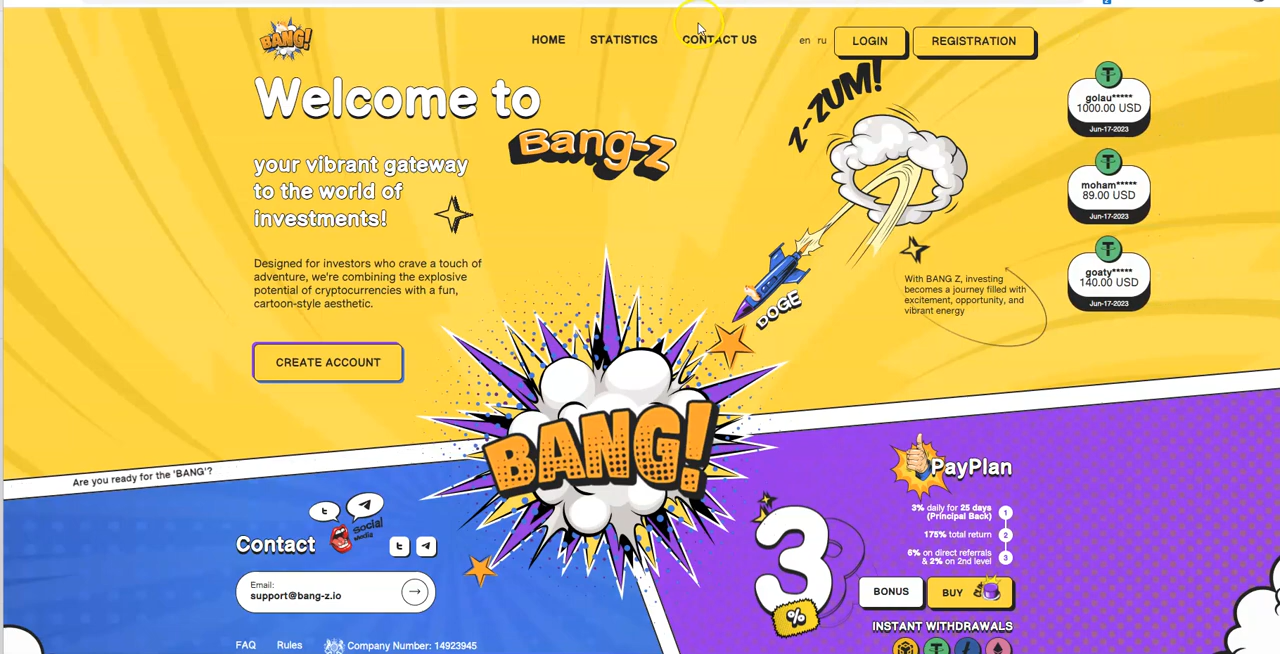 BANG!
HOME
STATISTICS
CONTACT US
en ru
LOGIN
REGISTRATION
Welcome to
Bang-Z
your vibrant gateway
to the world of
investments!
Designed for investors who crave a touch of
adventure, we're combining the explosive
potential of cryptocurrencies with a fun,
cartoon-style aesthetic.
CREATE ACCOUNT
Z-ZUM!
DOGE
With BANG Z, investing
becomes a journey filled with
excitement, opportunity, and
vibrant energy
golau*****
1000.00 USD
Jun-17-2023
moham*****
89.00 USD
Jun-17-2023
goaty*****
140.00 USD
Jun-17-2023
BANG!
Are you ready for the 'BANG'?
Contact
social
media
Email:
support@bang-z.io
FAQ
Rules
Company Number: 14923945
3
%
PayPlan
3% daily for 25 days
(Principal Back)
1
175% total return
2
6% on direct referrals
& 2% on 2nd level
3
BONUS
BUY
INSTANT WITHDRAWALS